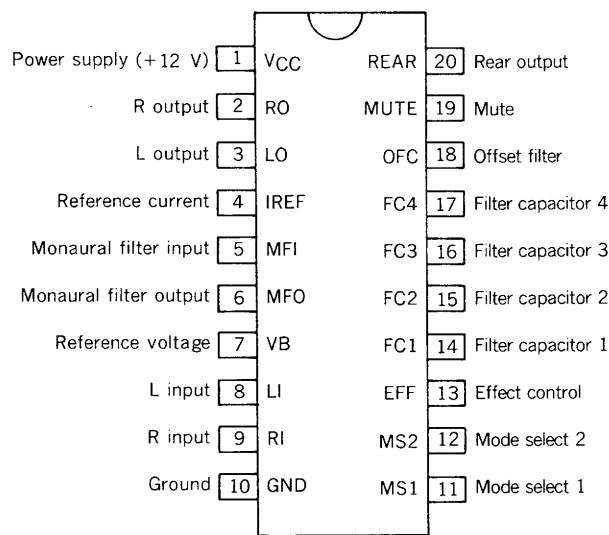 Power supply (+12 V) 1 VCC REAR 20 Rear output
R output 2 RO MUTE 19 Mute
L output 3 LO OFC 18 Offset filter
Reference current 4 IREF FC4 17 Filter capacitor 4
Monaural filter input 5 MFI FC3 16 Filter capacitor 3
Monaural filter output 6 MFO FC2 15 Filter capacitor 2
Reference voltage 7 VB FC1 14 Filter capacitor 1
L input 8 LI EFF 13 Effect control
R input 9 RI MS2 12 Mode select 2
Ground 10 GND MS1 11 Mode select 1